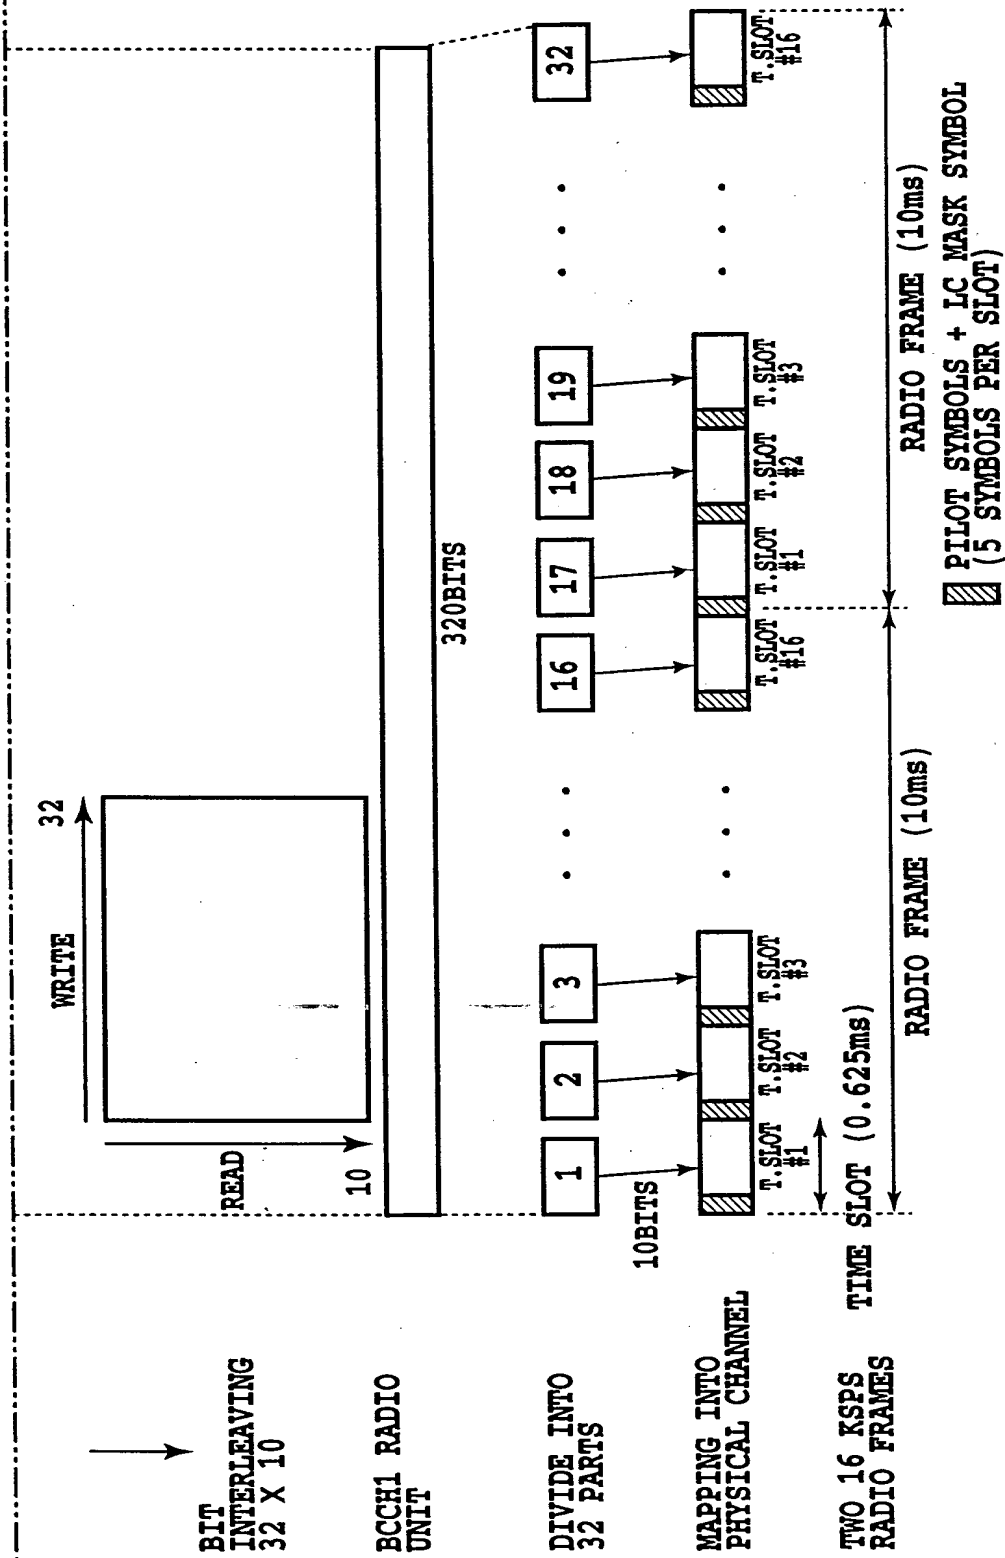 BIT
INTERLEAVING
32 X 10
WRITE
32
READ
10
BCCH1 RADIO
UNIT
320BITS
DIVIDE INTO
32 PARTS
1
2
3
16
17
18
19
32
10BITS
MAPPING INTO
PHYSICAL CHANNEL
T.SLOT
#1
T.SLOT
#2
T.SLOT
#3
T.SLOT
#16
T.SLOT
#1
T.SLOT
#2
T.SLOT
#3
T.SLOT
#16
TWO 16 KSPS
RADIO FRAMES
TIME SLOT (0.625ms)
RADIO FRAME (10ms)
RADIO FRAME (10ms)
PILOT SYMBOLS + LC MASK SYMBOL
(5 SYMBOLS PER SLOT)